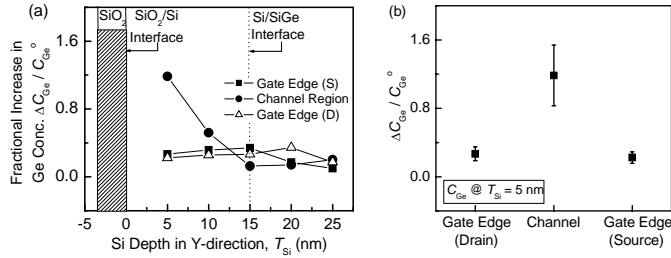 (a)
SiO2
SiO2/Si
Interface
Si/SiGe
Interface
Fractional Increase in
Ge Conc. ΔCGe / CGe°
1.6
1.2
0.8
0.4
0.0
Gate Edge (S)
Channel Region
Gate Edge (D)
-5 0 5 10 15 20 25
Si Depth in Y-direction, TSi (nm)
(b)
ΔCGe / CGe°
1.6
0.8
0.0
CGe @ TSi = 5 nm
Gate Edge Channel Gate Edge
(Drain) (Source)